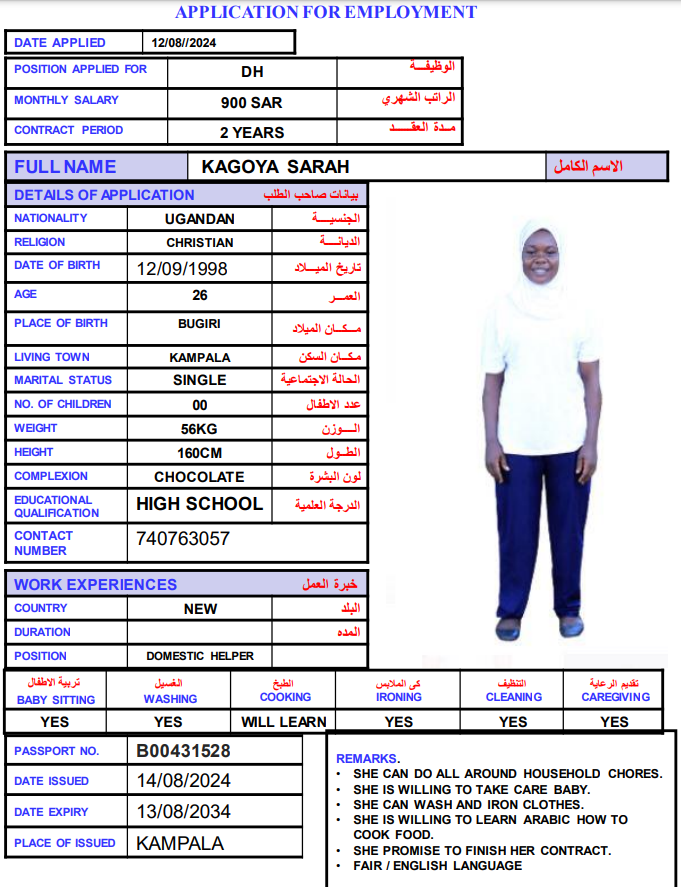 APPLICATION FOR EMPLOYMENT
DATE APPLIED 12/08//2024
POSITION APPLIED FOR DH الوظيفـــة
MONTHLY SALARY 900 SAR الراتب الشهري
CONTRACT PERIOD 2 YEARS مـدة العقـــد
FULL NAME KAGOYA SARAH الاسم الكامل
DETAILS OF APPLICATION بيانات صاحب الطلب
NATIONALITY UGANDAN الجنسيـــة
RELIGION CHRISTIAN الديانـــة
DATE OF BIRTH 12/09/1998 تاريخ الميـــلاد
AGE 26 العمـــر
PLACE OF BIRTH BUGIRI مـكـــان الميلاد
LIVING TOWN KAMPALA مكـان السكن
MARITAL STATUS SINGLE الحالة الاجتماعية
NO. OF CHILDREN 00 عدد الاطفال
WEIGHT 56KG الـــوزن
HEIGHT 160CM الطـول
COMPLEXION CHOCOLATE لون البشرة
EDUCATIONAL QUALIFICATION HIGH SCHOOL الدرجة العلمية
CONTACT NUMBER 740763057
WORK EXPERIENCES خبرة العمل
COUNTRY NEW البلد
DURATION المده
POSITION DOMESTIC HELPER
تربية الاطفال الغسيل الطبخ كى الملابس التنظيف تقديم الرعاية
BABY SITTING WASHING COOKING IRONING CLEANING CAREGIVING
YES YES WILL LEARN YES YES YES
PASSPORT NO. B00431528
DATE ISSUED 14/08/2024
DATE EXPIRY 13/08/2034
PLACE OF ISSUED KAMPALA
REMARKS.
• SHE CAN DO ALL AROUND HOUSEHOLD CHORES.
• SHE IS WILLING TO TAKE CARE BABY.
• SHE CAN WASH AND IRON CLOTHES.
• SHE IS WILLING TO LEARN ARABIC HOW TO
COOK FOOD.
• SHE PROMISE TO FINISH HER CONTRACT.
• FAIR / ENGLISH LANGUAGE